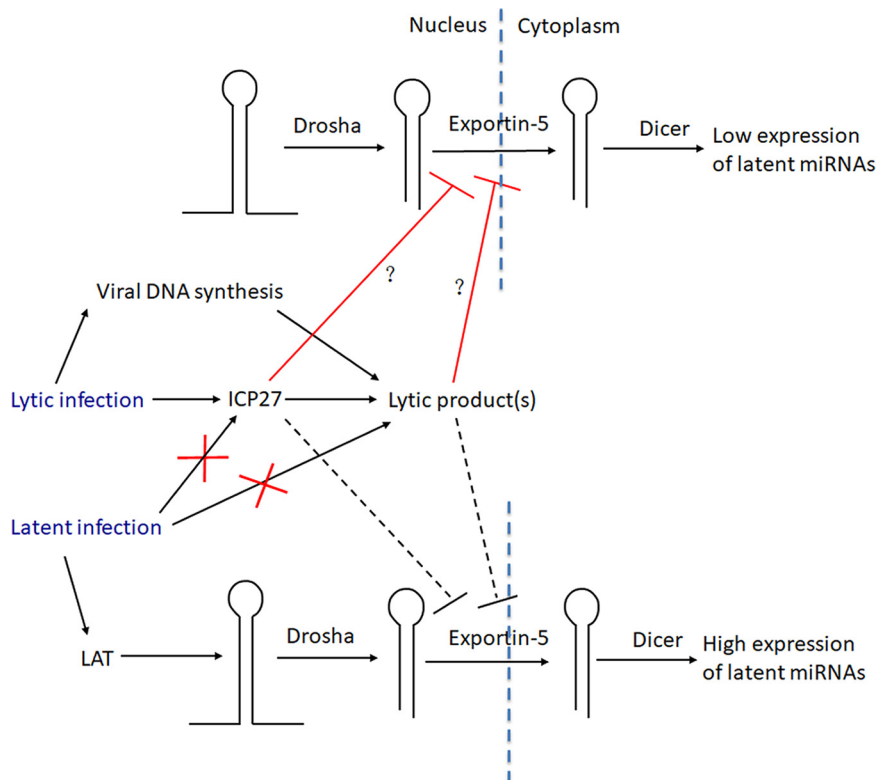 Nucleus
Cytoplasm
Drosha
Exportin-5
Dicer
Low expression
of latent miRNAs
?
?
Viral DNA synthesis
Lytic infection
ICP27
Lytic product(s)
Latent infection
LAT
Drosha
Exportin-5
Dicer
High expression
of latent miRNAs